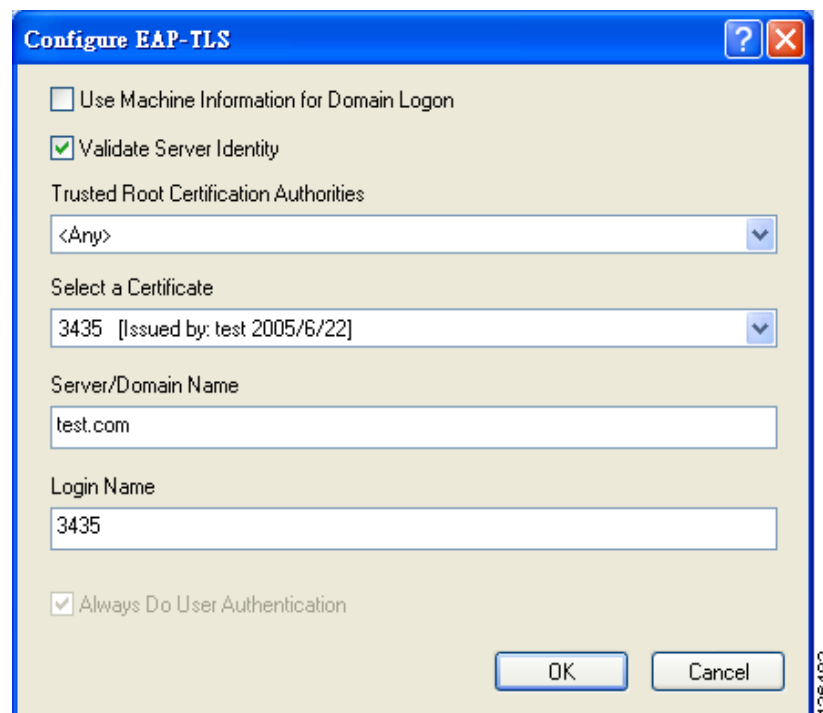 Configure EAP-TLS
Use Machine Information for Domain Logon
Validate Server Identity
Trusted Root Certification Authorities
<Any>
Select a Certificate
3435 [Issued by: test 2005/6/22]
Server/Domain Name
test.com
Login Name
3435
Always Do User Authentication
OK Cancel